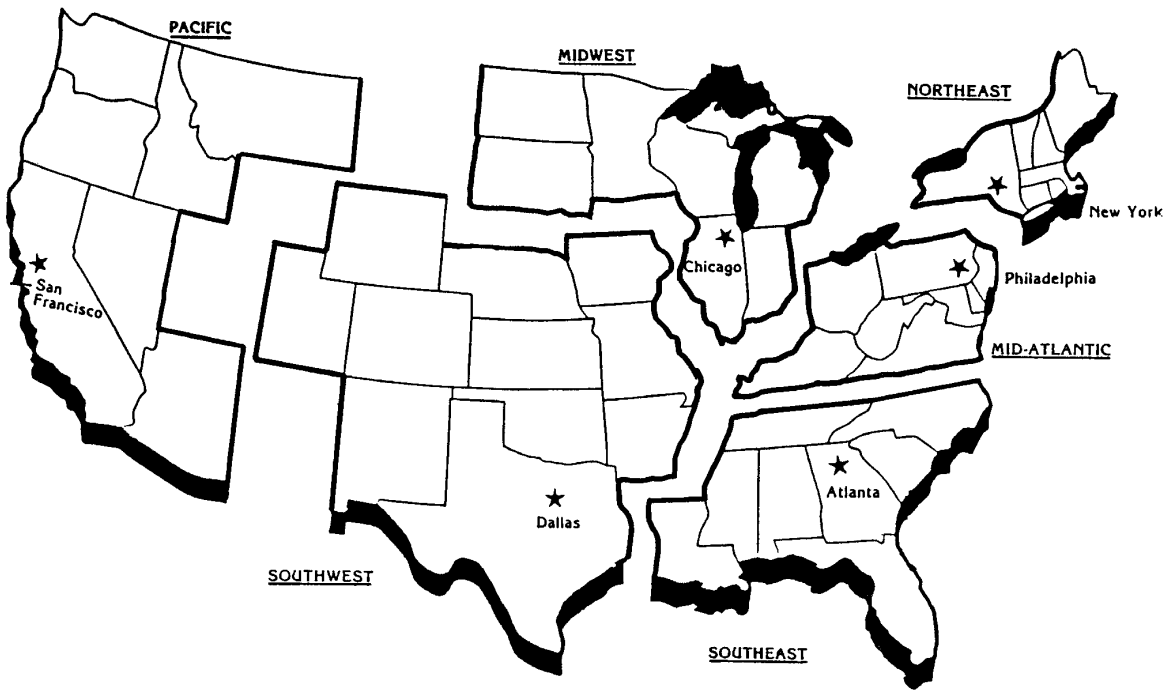 PACIFIC
MIDWEST
NORTHEAST
New York
San
Francisco
Chicago
Philadelphia
MID-ATLANTIC
Dallas
Atlanta
SOUTHWEST
SOUTHEAST